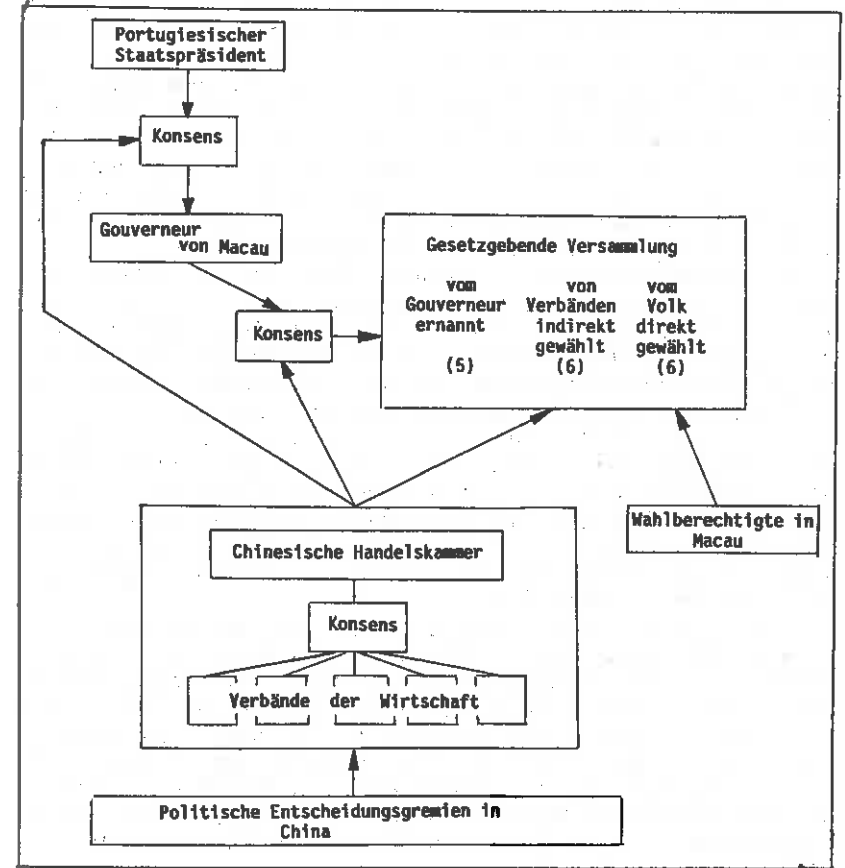 Portugiesischer
Staatspräsident
Konsens
Gouverneur
von Macau
Konsens
Gesetzgebende Versammlung
vom
Gouverneur
ernannt
(5)
von
Verbänden
indirekt
gewählt
(6)
vom
Volk
direkt
gewählt
(6)
Wahlberechtigte in
Macau
Chinesische Handelskammer
Konsens
Verbände der Wirtschaft
Politische Entscheidungsgremien in
China